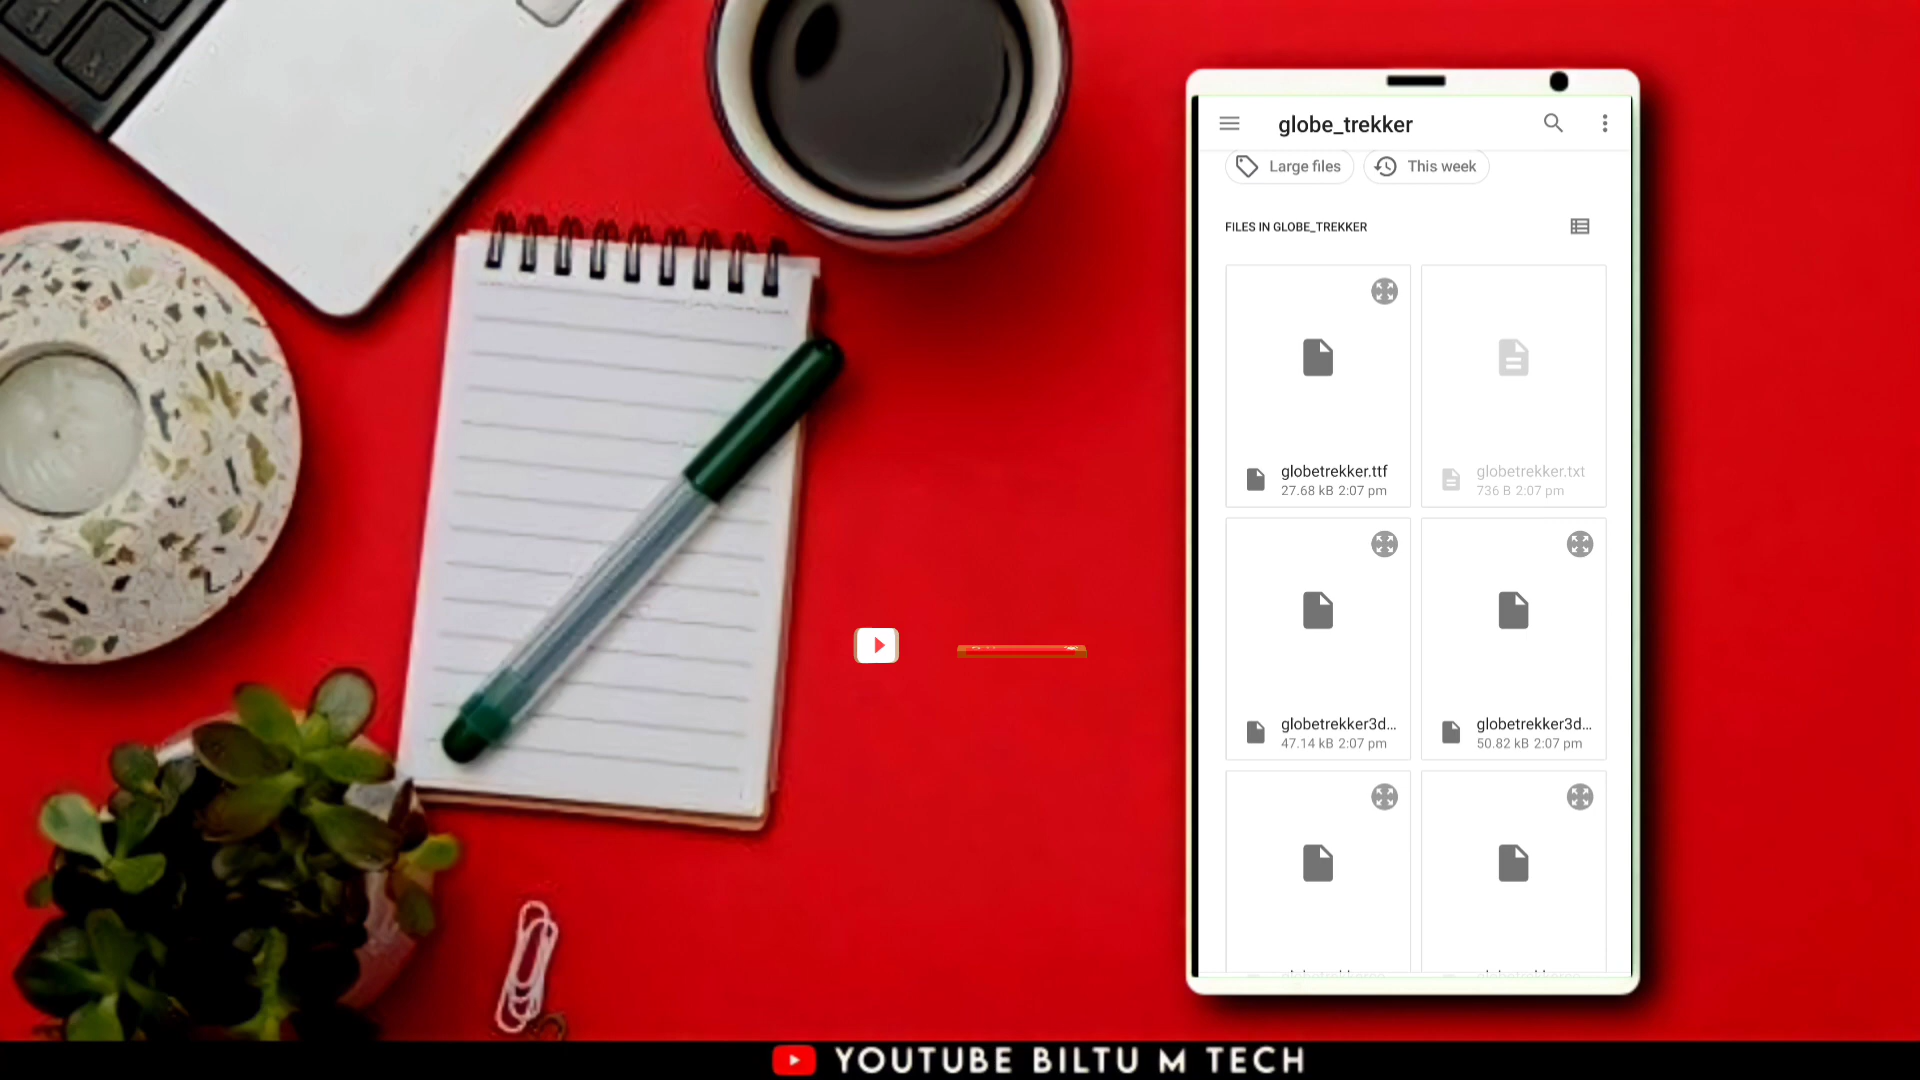 globe_trekker
Large files
This week
FILES IN GLOBE_TREKKER
globetrekker.ttf
27.68 kB 2:07 pm
globetrekker.txt
736 B 2:07 pm
globetrekker3d...
47.14 kB 2:07 pm
globetrekker3d...
50.82 kB 2:07 pm
YOUTUBE BILTU M TECH